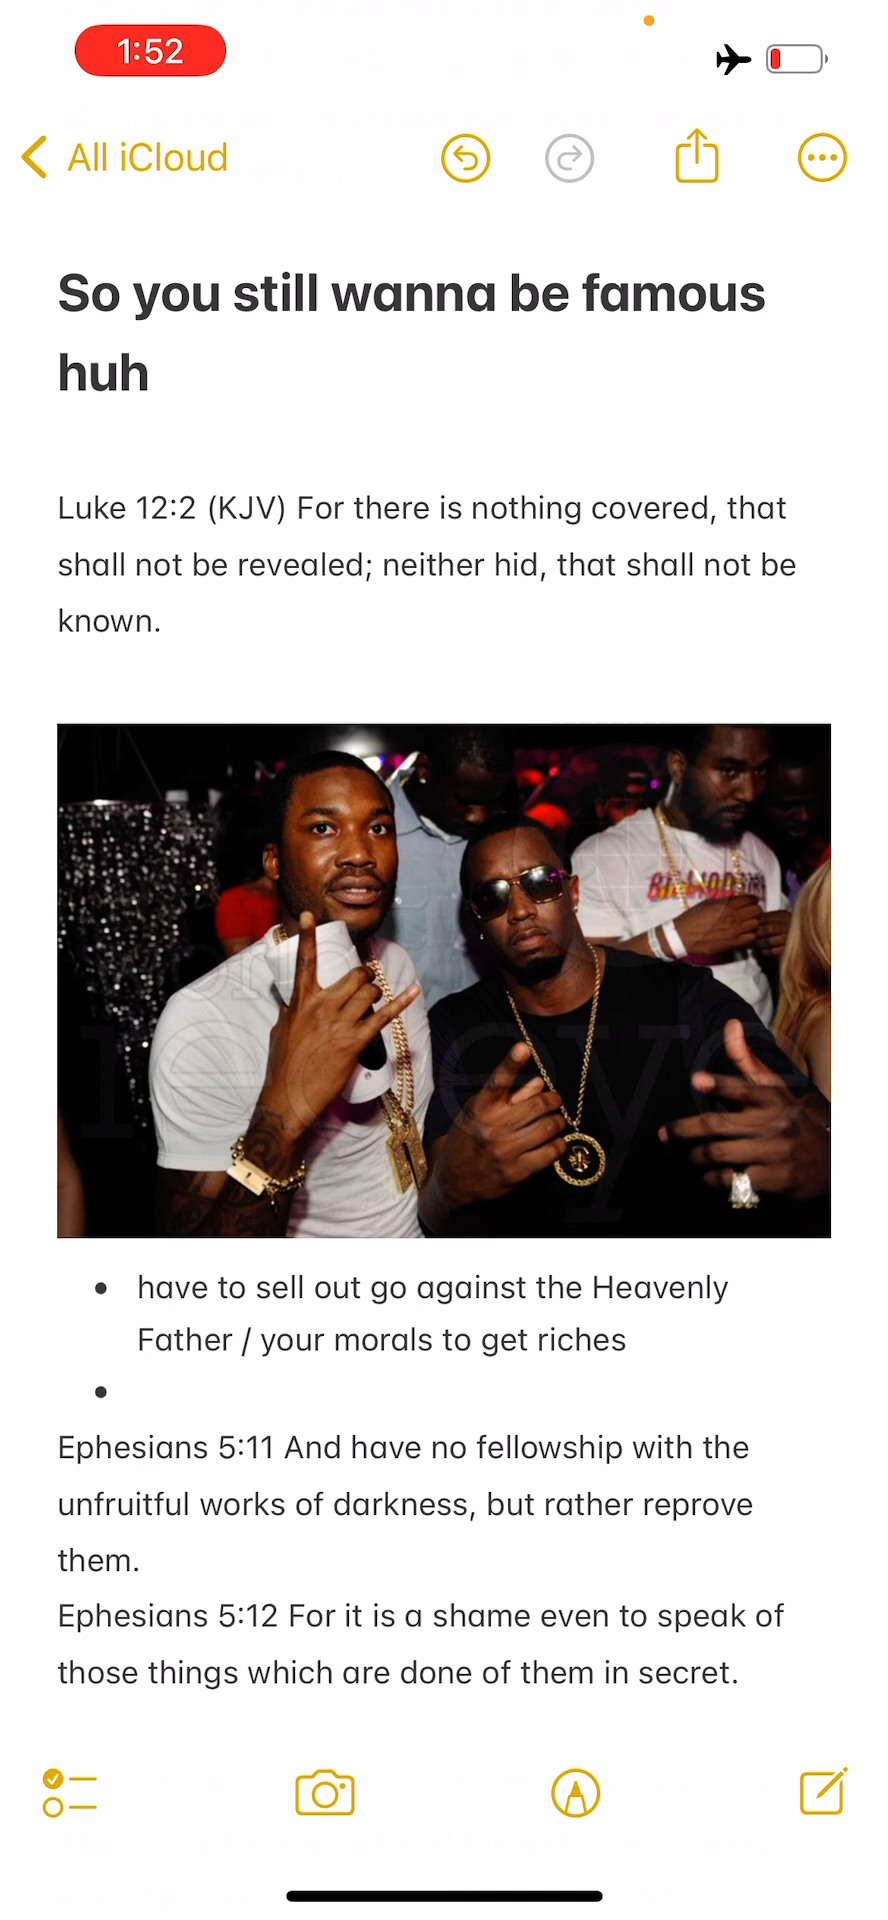 1:52
All iCloud
So you still wanna be famous
huh
Luke 12:2 (KJV) For there is nothing covered, that
shall not be revealed; neither hid, that shall not be
known.
red eye
• have to sell out go against the Heavenly
Father / your morals to get riches
•
Ephesians 5:11 And have no fellowship with the
unfruitful works of darkness, but rather reprove
them.
Ephesians 5:12 For it is a shame even to speak of
those things which are done of them in secret.